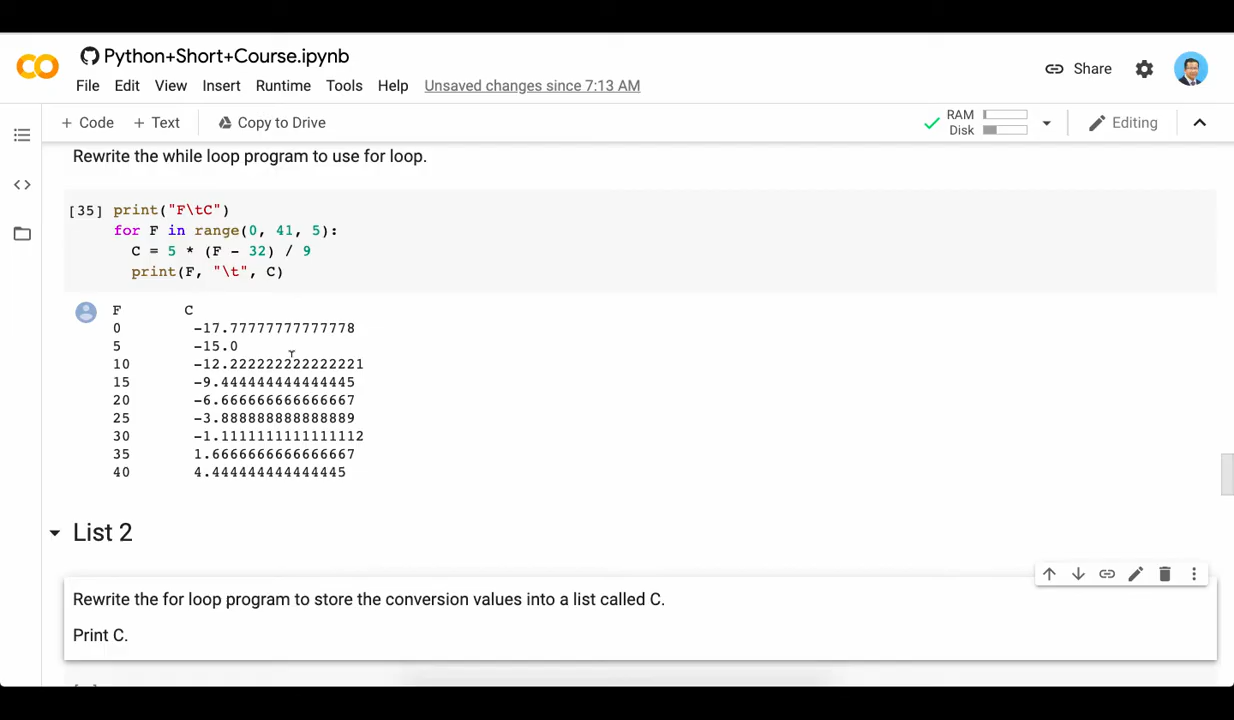 Python+Short+Course.ipynb
File Edit View Insert Runtime Tools Help Unsaved changes since 7:13 AM
Share
+ Code + Text Copy to Drive
RAM
Disk
Editing
Rewrite the while loop program to use for loop.
[35] print("F\tC")
for F in range(0, 41, 5):
  C = 5 * (F - 32) / 9
  print(F, "\t", C)
F C
0 -17.77777777777778
5 -15.0
10 -12.222222222222221
15 -9.444444444444445
20 -6.666666666666667
25 -3.888888888888889
30 -1.1111111111111112
35 1.6666666666666667
40 4.444444444444445
List 2
Rewrite the for loop program to store the conversion values into a list called C.
Print C.